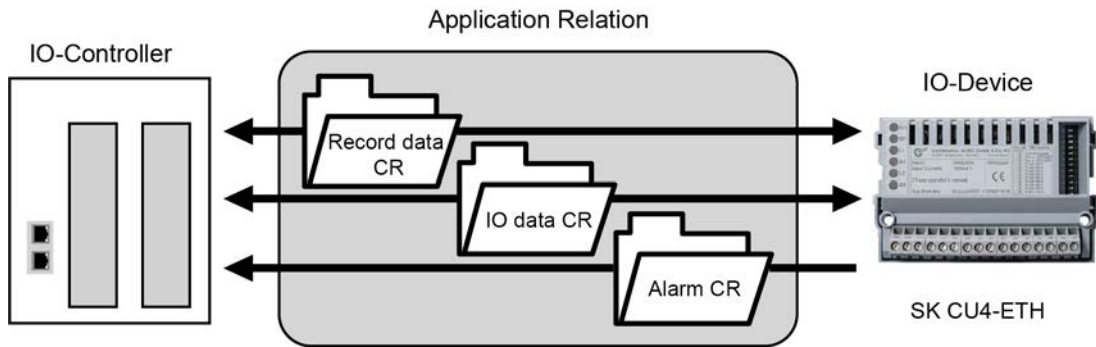 Application Relation
IO-Controller
IO-Device
Record data
CR
IO data CR
Alarm CR
SK CU4-ETH